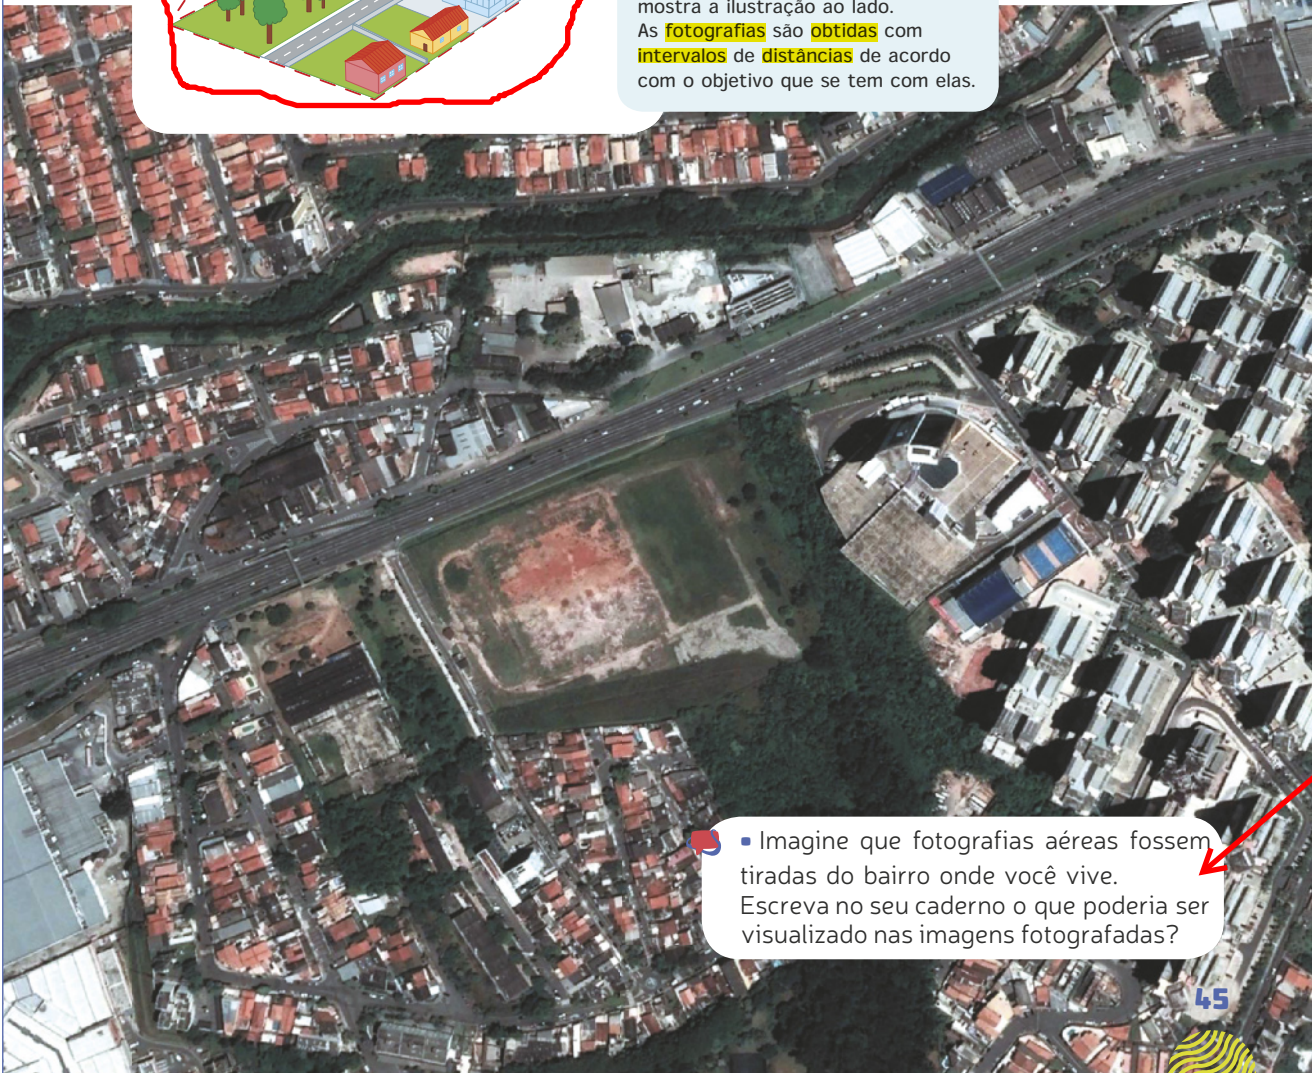 mostra a ilustração ao lado.
As fotografias são obtidas com
intervalos de distâncias de acordo
com o objetivo que se tem com elas.
▪ Imagine que fotografias aéreas fossem
tiradas do bairro onde você vive.
Escreva no seu caderno o que poderia ser
visualizado nas imagens fotografadas?
45